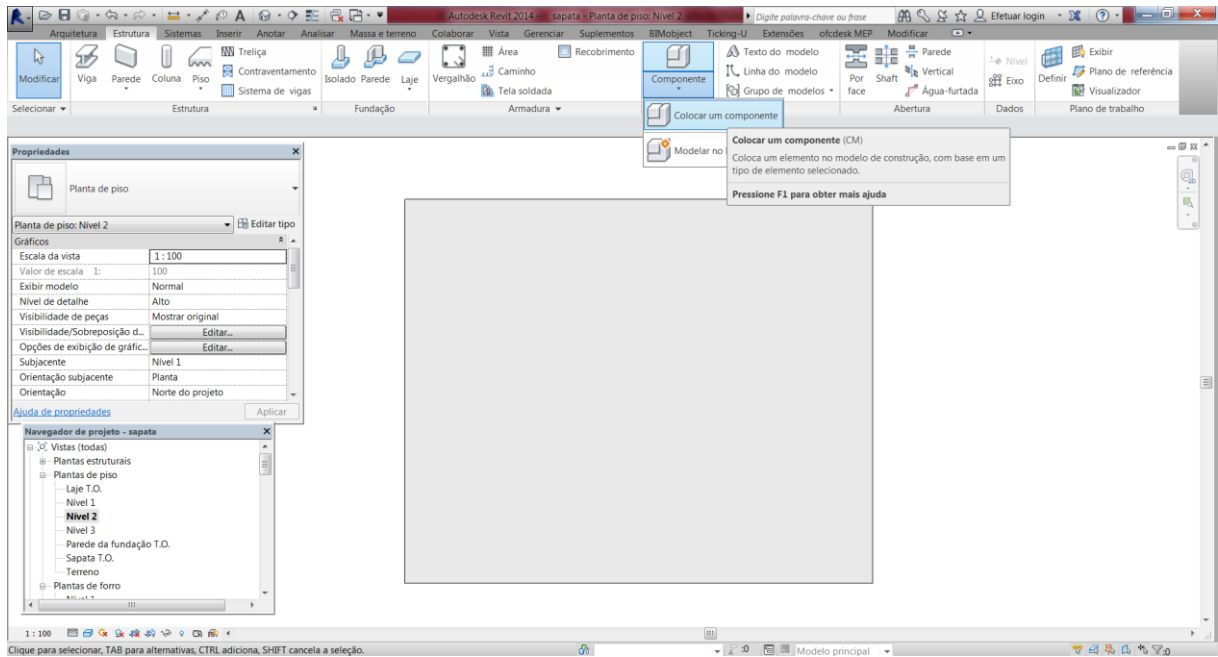 Autodesk Revit 2014 - sapata - Planta de piso: Nível 2 Digite palavra-chave ou frase Efetuar login
Arquitetura Estrutura Sistemas Inserir Anotar Analisar Massa e terreno Colaborar Vista Gerenciar Suplementos BIMobject Ticking-U Extensões ofcdesk MEP Modificar
Modificar
Viga Parede Coluna Piso
Treliça
Contraventamento
Sistema de vigas
Isolado Parede Laje
Vergalhão
Área
Caminho
Tela soldada
Recobrimento
Componente
Texto do modelo
Linha do modelo
Grupo de modelos
Por face
Shaft
Parede
Vertical
Água-furtada
Nível
Eixo
Definir
Exibir
Plano de referência
Visualizador
Selecionar Estrutura Fundação Armadura Abertura Dados Plano de trabalho
Colocar um componente
Modelar no
Colocar um componente (CM)
Coloca um elemento no modelo de construção, com base em um
tipo de elemento selecionado.
Pressione F1 para obter mais ajuda
Propriedades
Planta de piso
Planta de piso: Nível 2 Editar tipo
Gráficos
Escala da vista 1 : 100
Valor de escala 1: 100
Exibir modelo Normal
Nível de detalhe Alto
Visibilidade de peças Mostrar original
Visibilidade/Sobreposição d... Editar...
Opções de exibição de gráfic... Editar...
Subjacente Nível 1
Orientação subjacente Planta
Orientação Norte do projeto
Ajuda de propriedades Aplicar
Navegador de projeto - sapata
Vistas (todas)
Plantas estruturais
Plantas de piso
Laje T.O.
Nível 1
Nível 2
Nível 3
Parede da fundação T.O.
Sapata T.O.
Terreno
Plantas de forro
1 : 100
Clique para selecionar, TAB para alternativas, CTRL adiciona, SHIFT cancela a seleção. :0 Modelo principal :0